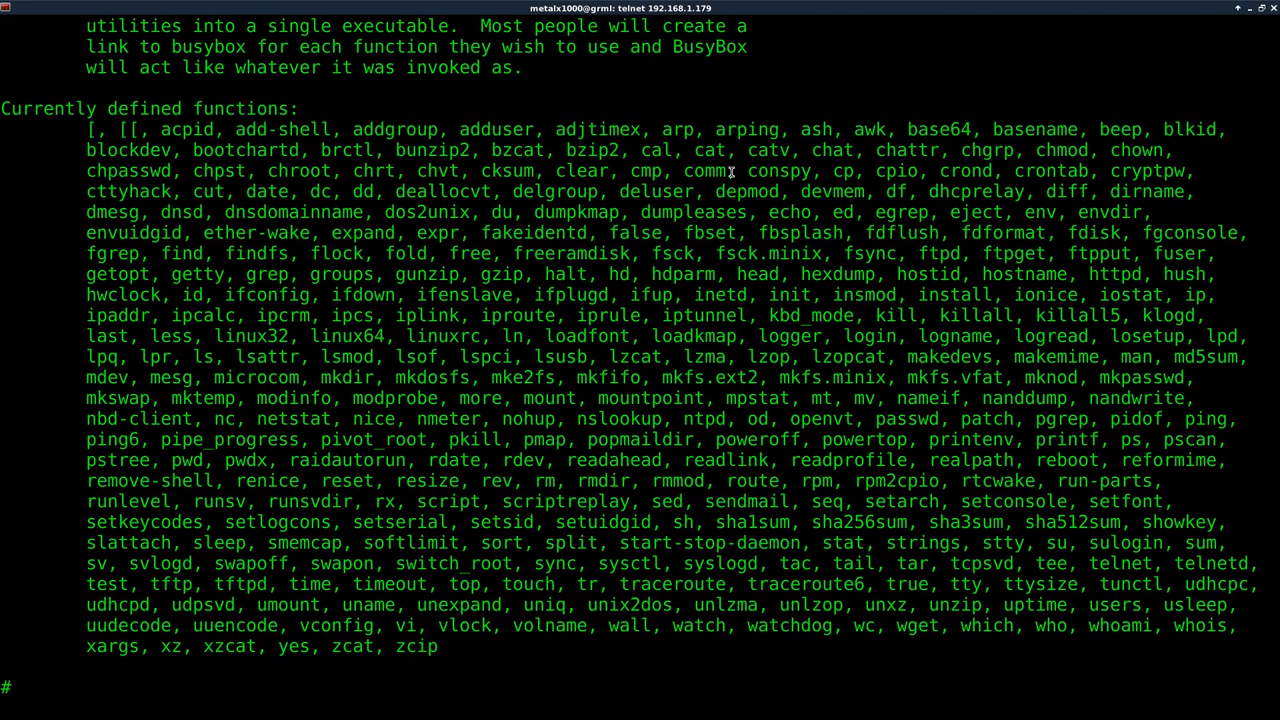 metalx1000@grml: telnet 192.168.1.179
utilities into a single executable.  Most people will create a
link to busybox for each function they wish to use and BusyBox
will act like whatever it was invoked as.
Currently defined functions:
[, [[, acpid, add-shell, addgroup, adduser, adjtimex, arp, arping, ash, awk, base64, basename, beep, blkid,
blockdev, bootchartd, brctl, bunzip2, bzcat, bzip2, cal, cat, catv, chat, chattr, chgrp, chmod, chown,
chpasswd, chpst, chroot, chrt, chvt, cksum, clear, cmp, comm, conspy, cp, cpio, crond, crontab, cryptpw,
cttyhack, cut, date, dc, dd, deallocvt, delgroup, deluser, depmod, devmem, df, dhcprelay, diff, dirname,
dmesg, dnsd, dnsdomainname, dos2unix, du, dumpkmap, dumpleases, echo, ed, egrep, eject, env, envdir,
envuidgid, ether-wake, expand, expr, fakeidentd, false, fbset, fbsplash, fdflush, fdformat, fdisk, fgconsole,
fgrep, find, findfs, flock, fold, free, freeramdisk, fsck, fsck.minix, fsync, ftpd, ftpget, ftpput, fuser,
getopt, getty, grep, groups, gunzip, gzip, halt, hd, hdparm, head, hexdump, hostid, hostname, httpd, hush,
hwclock, id, ifconfig, ifdown, ifenslave, ifplugd, ifup, inetd, init, insmod, install, ionice, iostat, ip,
ipaddr, ipcalc, ipcrm, ipcs, iplink, iproute, iprule, iptunnel, kbd_mode, kill, killall, killall5, klogd,
last, less, linux32, linux64, linuxrc, ln, loadfont, loadkmap, logger, login, logname, logread, losetup, lpd,
lpq, lpr, ls, lsattr, lsmod, lsof, lspci, lsusb, lzcat, lzma, lzop, lzopcat, makedevs, makemime, man, md5sum,
mdev, mesg, microcom, mkdir, mkdosfs, mke2fs, mkfifo, mkfs.ext2, mkfs.minix, mkfs.vfat, mknod, mkpasswd,
mkswap, mktemp, modinfo, modprobe, more, mount, mountpoint, mpstat, mt, mv, nameif, nanddump, nandwrite,
nbd-client, nc, netstat, nice, nmeter, nohup, nslookup, ntpd, od, openvt, passwd, patch, pgrep, pidof, ping,
ping6, pipe_progress, pivot_root, pkill, pmap, popmaildir, poweroff, powertop, printenv, printf, ps, pscan,
pstree, pwd, pwdx, raidautorun, rdate, rdev, readahead, readlink, readprofile, realpath, reboot, reformime,
remove-shell, renice, reset, resize, rev, rm, rmdir, rmmod, route, rpm, rpm2cpio, rtcwake, run-parts,
runlevel, runsv, runsvdir, rx, script, scriptreplay, sed, sendmail, seq, setarch, setconsole, setfont,
setkeycodes, setlogcons, setserial, setsid, setuidgid, sh, sha1sum, sha256sum, sha3sum, sha512sum, showkey,
slattach, sleep, smemcap, softlimit, sort, split, start-stop-daemon, stat, strings, stty, su, sulogin, sum,
sv, svlogd, swapoff, swapon, switch_root, sync, sysctl, syslogd, tac, tail, tar, tcpsvd, tee, telnet, telnetd,
test, tftp, tftpd, time, timeout, top, touch, tr, traceroute, traceroute6, true, tty, ttysize, tunctl, udhcpc,
udhcpd, udpsvd, umount, uname, unexpand, uniq, unix2dos, unlzma, unlzop, unxz, unzip, uptime, users, usleep,
uudecode, uuencode, vconfig, vi, vlock, volname, wall, watch, watchdog, wc, wget, which, who, whoami, whois,
xargs, xz, xzcat, yes, zcat, zcip
#